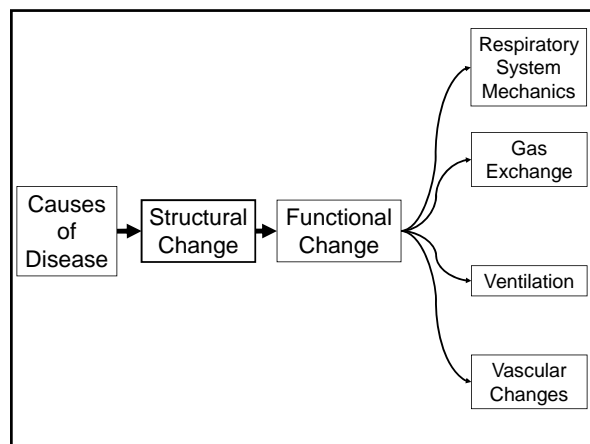 Causes
of
Disease
Structural
Change
Functional
Change
Respiratory
System
Mechanics
Gas
Exchange
Ventilation
Vascular
Changes